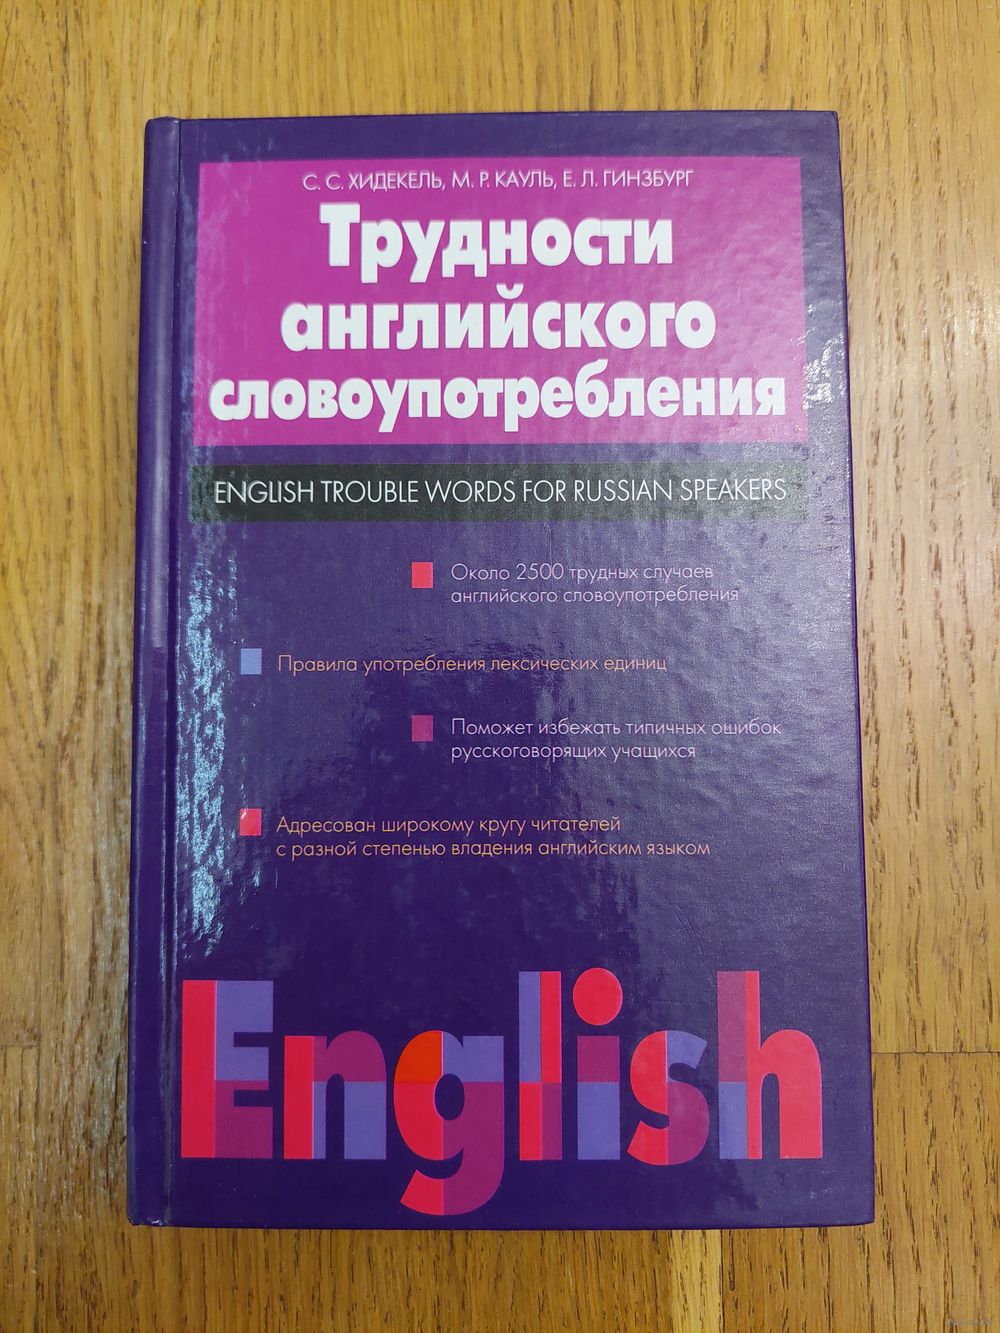 С. С. ХИДЕКЕЛЬ, М. Р. КАУЛЬ, Е. Л. ГИНЗБУРГ
Трудности
английского
словоупотребления
ENGLISH TROUBLE WORDS FOR RUSSIAN SPEAKERS
Около 2500 трудных случаев
английского словоупотребления
Правила употребления лексических единиц
Поможет избежать типичных ошибок
русскоговорящих учащихся
Адресован широкому кругу читателей
с разной степенью владения английским языком
English